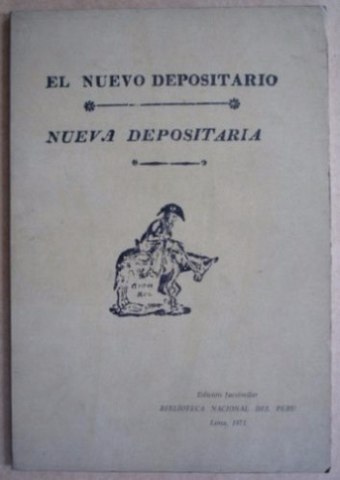 EL NUEVO DEPOSITARIO
NUEVA DEPOSITARIA
Edición facsimilar
BIBLIOTECA NACIONAL DEL PERU
Lima, 1971